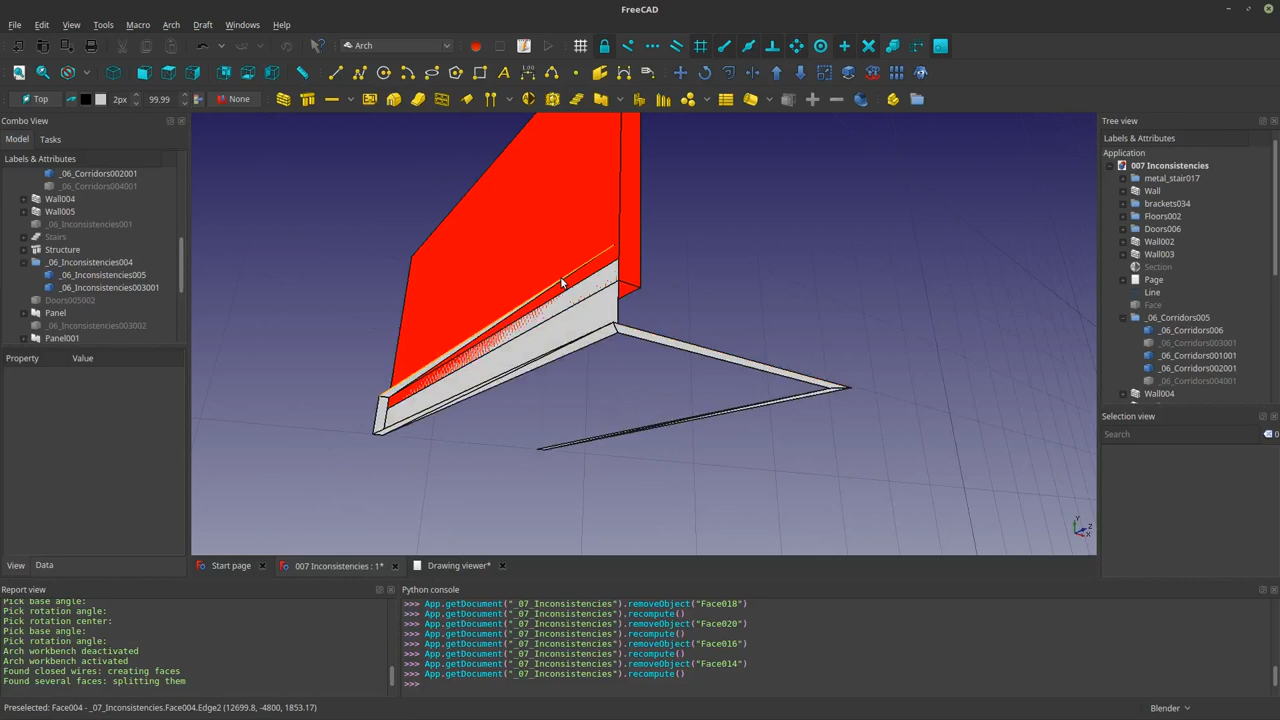 FreeCAD
File Edit View Tools Macro Arch Draft Windows Help
Arch
Top 2px 99.99 None
Combo View
Model Tasks
Labels & Attributes
_06_Corridors002001
_06_Corridors004001
Wall004
Wall005
_06_Inconsistencies001
Stairs
Structure
_06_Inconsistencies004
_06_Inconsistencies005
_06_Inconsistencies003001
Doors005002
Panel
_06_Inconsistencies003002
Panel001
Property Value
View Data
Tree view
Labels & Attributes
Application
007 Inconsistencies
metal_stair017
Wall
brackets034
Floors002
Doors006
Wall002
Wall003
Section
Page
Line
Face
_06_Corridors005
_06_Corridors006
_06_Corridors003001
_06_Corridors001001
_06_Corridors002001
_06_Corridors004001
Wall004
Selection view
Search
0
Y
Z
X
Start page 007 Inconsistencies : 1* Drawing viewer*
Report view
Pick base angle:
Pick rotation angle:
Pick rotation center:
Pick base angle:
Pick rotation angle:
Arch workbench deactivated
Arch workbench activated
Found closed wires: creating faces
Found several faces: splitting them
Python console
>>> App.getDocument("_07_Inconsistencies").removeObject("Face018")
>>> App.getDocument("_07_Inconsistencies").recompute()
>>> App.getDocument("_07_Inconsistencies").removeObject("Face020")
>>> App.getDocument("_07_Inconsistencies").recompute()
>>> App.getDocument("_07_Inconsistencies").removeObject("Face016")
>>> App.getDocument("_07_Inconsistencies").recompute()
>>> App.getDocument("_07_Inconsistencies").removeObject("Face014")
>>> App.getDocument("_07_Inconsistencies").recompute()
>>>
Preselected: Face004 - _07_Inconsistencies.Face004.Edge2 (12699.8, -4800, 1853.17)
Blender